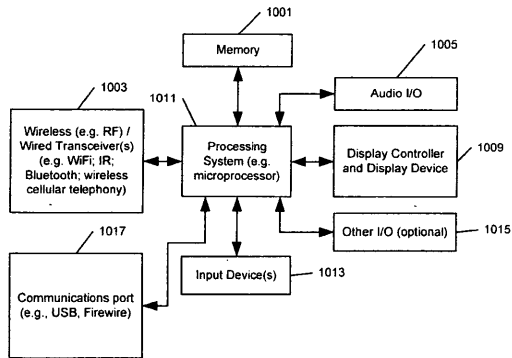 1001
Memory
1003
1011
1005
Audio I/O
Wireless (e.g. RF) /
Wired Transceiver(s)
(e.g. WiFi; IR;
Bluetooth; wireless
cellular telephony)
Processing
System (e.g.
microprocessor)
Display Controller
and Display Device
1009
1017
Other I/O (optional)
1015
Communications port
(e.g., USB, Firewire)
Input Device(s)
1013